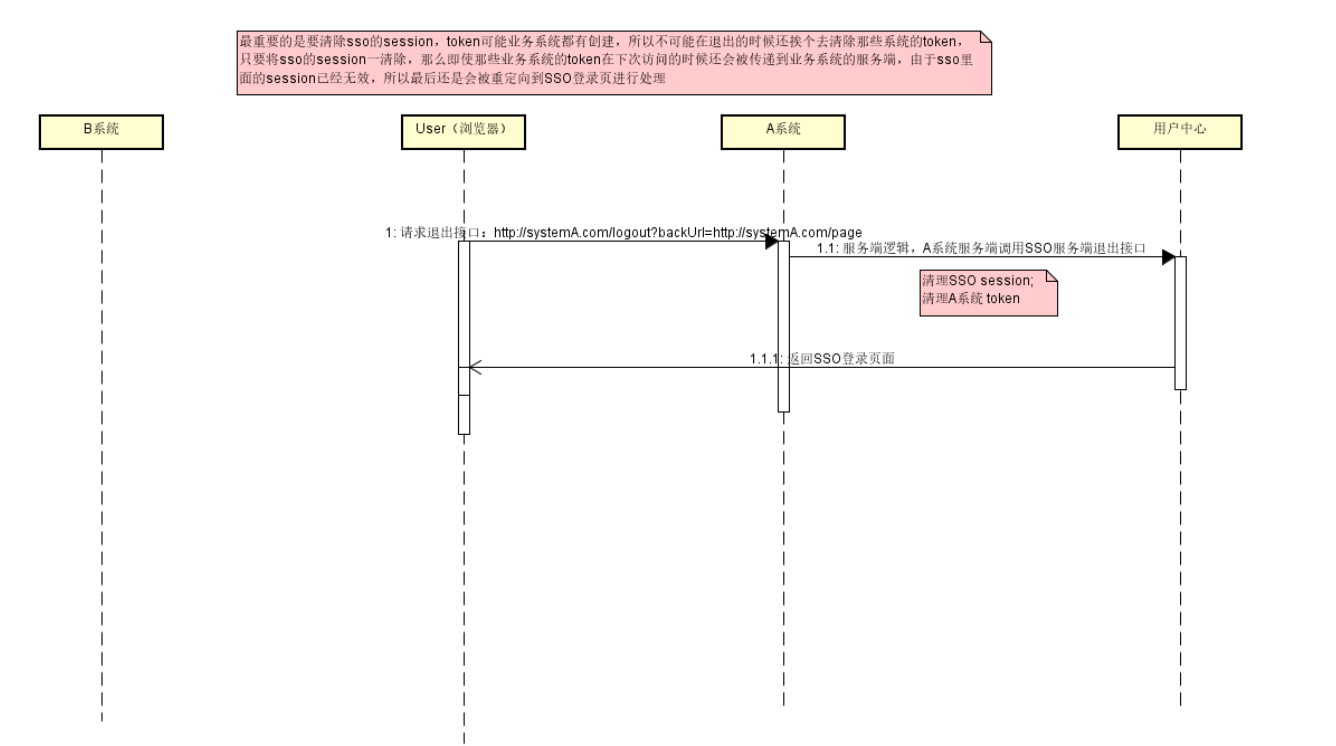 最重要的是要清除sso的session，token可能业务系统都有创建，所以不可能在退出的时候还挨个去清除那些系统的token，
只要将sso的session一清除，那么即使那些业务系统的token在下次访问的时候还会被传递到业务系统的服务端，由于sso里
面的session已经无效，所以最后还是会被重定向到SSO登录页进行处理
B系统
User（浏览器）
A系统
用户中心
1: 请求退出接口：http://systemA.com/logout?backUrl=http://systemA.com/page
1.1: 服务端逻辑，A系统服务端调用SSO服务端退出接口
清理SSO session;
清理A系统 token
1.1.1: 返回SSO登录页面